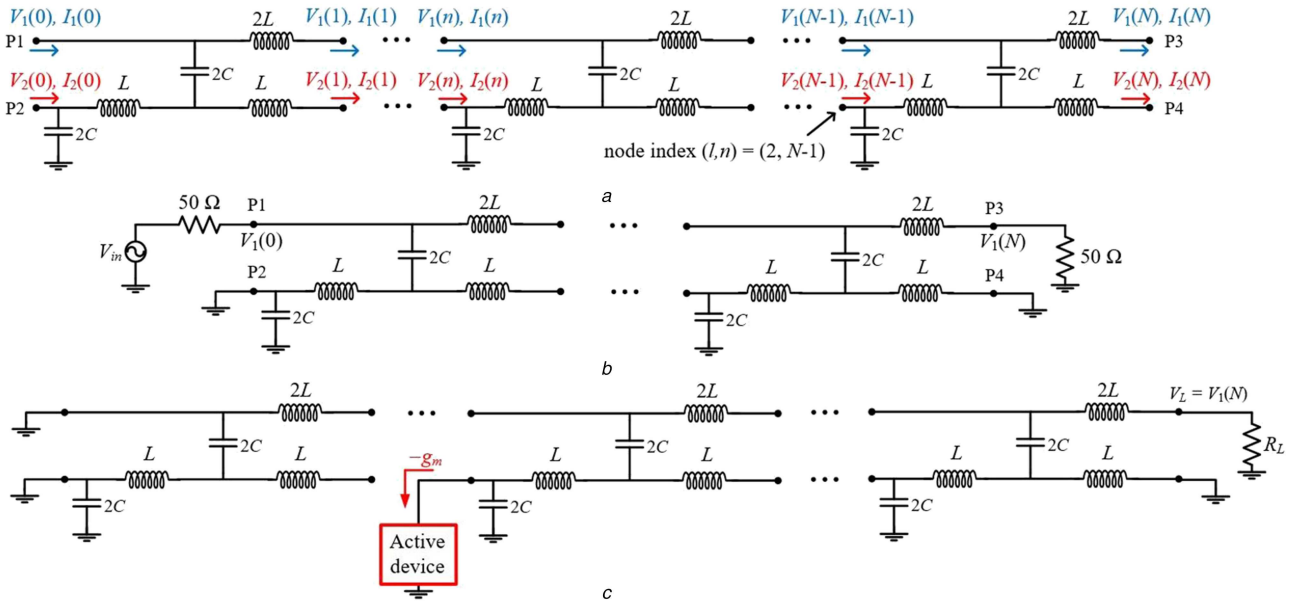 V₁(0), I₁(0) 2L V₁(1), I₁(1) V₁(n), I₁(n) 2L V₁(N-1), I₁(N-1) 2L V₁(N), I₁(N)
P1 ••• ••• P3
2C 2C 2C
V₂(0), I₂(0) L L V₂(1), I₂(1) V₂(n), I₂(n) L L V₂(N-1), I₂(N-1) L L V₂(N), I₂(N)
P2 ••• ••• P4
2C 2C 2C
node index (l,n) = (2, N-1)
a
50 Ω P1 2L 2L P3
V₁(0) ••• V₁(N)
Vin 2C 2C 50 Ω
P2 L L L L P4
•••
2C 2C
b
2L 2L 2L V_L = V₁(N)
••• •••
2C 2C 2C R_L
L L −gₘ L L L L
•••
2C 2C 2C
Active
device
c